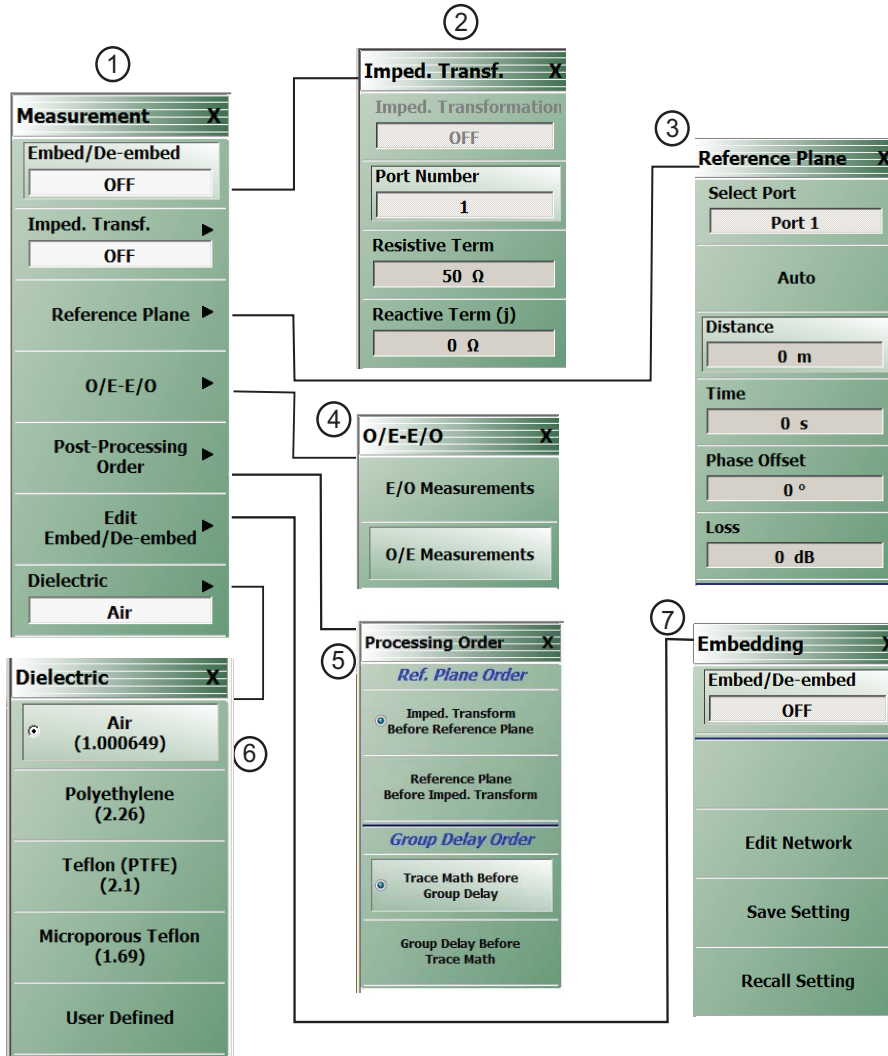 1
Measurement X
Embed/De-embed
OFF
Imped. Transf.
OFF
Reference Plane
O/E-E/O
Post-Processing
Order
Edit
Embed/De-embed
Dielectric
Air
2
Imped. Transf. X
Imped. Transformation
OFF
Port Number
1
Resistive Term
50 Ω
Reactive Term (j)
0 Ω
3
Reference Plane X
Select Port
Port 1
Auto
Distance
0 m
Time
0 s
Phase Offset
0 °
Loss
0 dB
4
O/E-E/O X
E/O Measurements
O/E Measurements
5
Processing Order X
Ref. Plane Order
Imped. Transform
Before Reference Plane
Reference Plane
Before Imped. Transform
Group Delay Order
Trace Math Before
Group Delay
Group Delay Before
Trace Math
6
Dielectric X
Air
(1.000649)
Polyethylene
(2.26)
Teflon (PTFE)
(2.1)
Microporous Teflon
(1.69)
User Defined
7
Embedding X
Embed/De-embed
OFF
Edit Network
Save Setting
Recall Setting